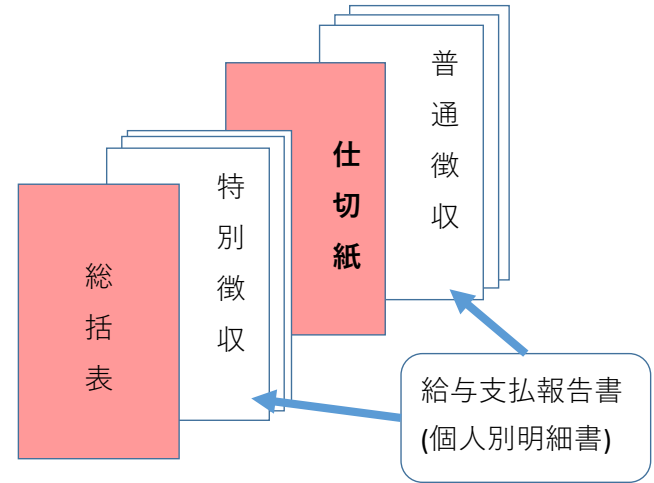 総括表
特別徴収
仕切紙
普通徴収
給与支払報告書
(個人別明細書)